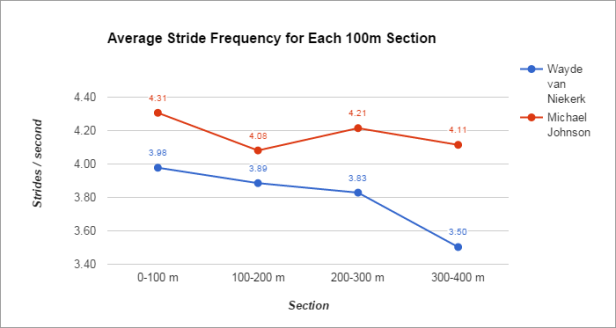 Average Stride Frequency for Each 100m Section
Wayde
van
Niekerk
Michael
Johnson
Strides / second
4.40
4.20
4.00
3.80
3.60
3.40
4.31
4.08
4.21
4.11
3.98
3.89
3.83
3.50
0-100 m
100-200 m
200-300 m
300-400 m
Section